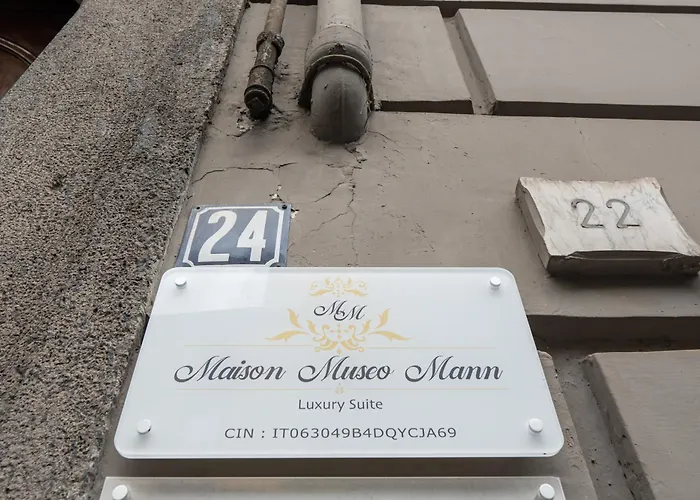 24
22
MM
Maison Museo Mann
Luxury Suite
CIN : IT063049B4DQYCJA69